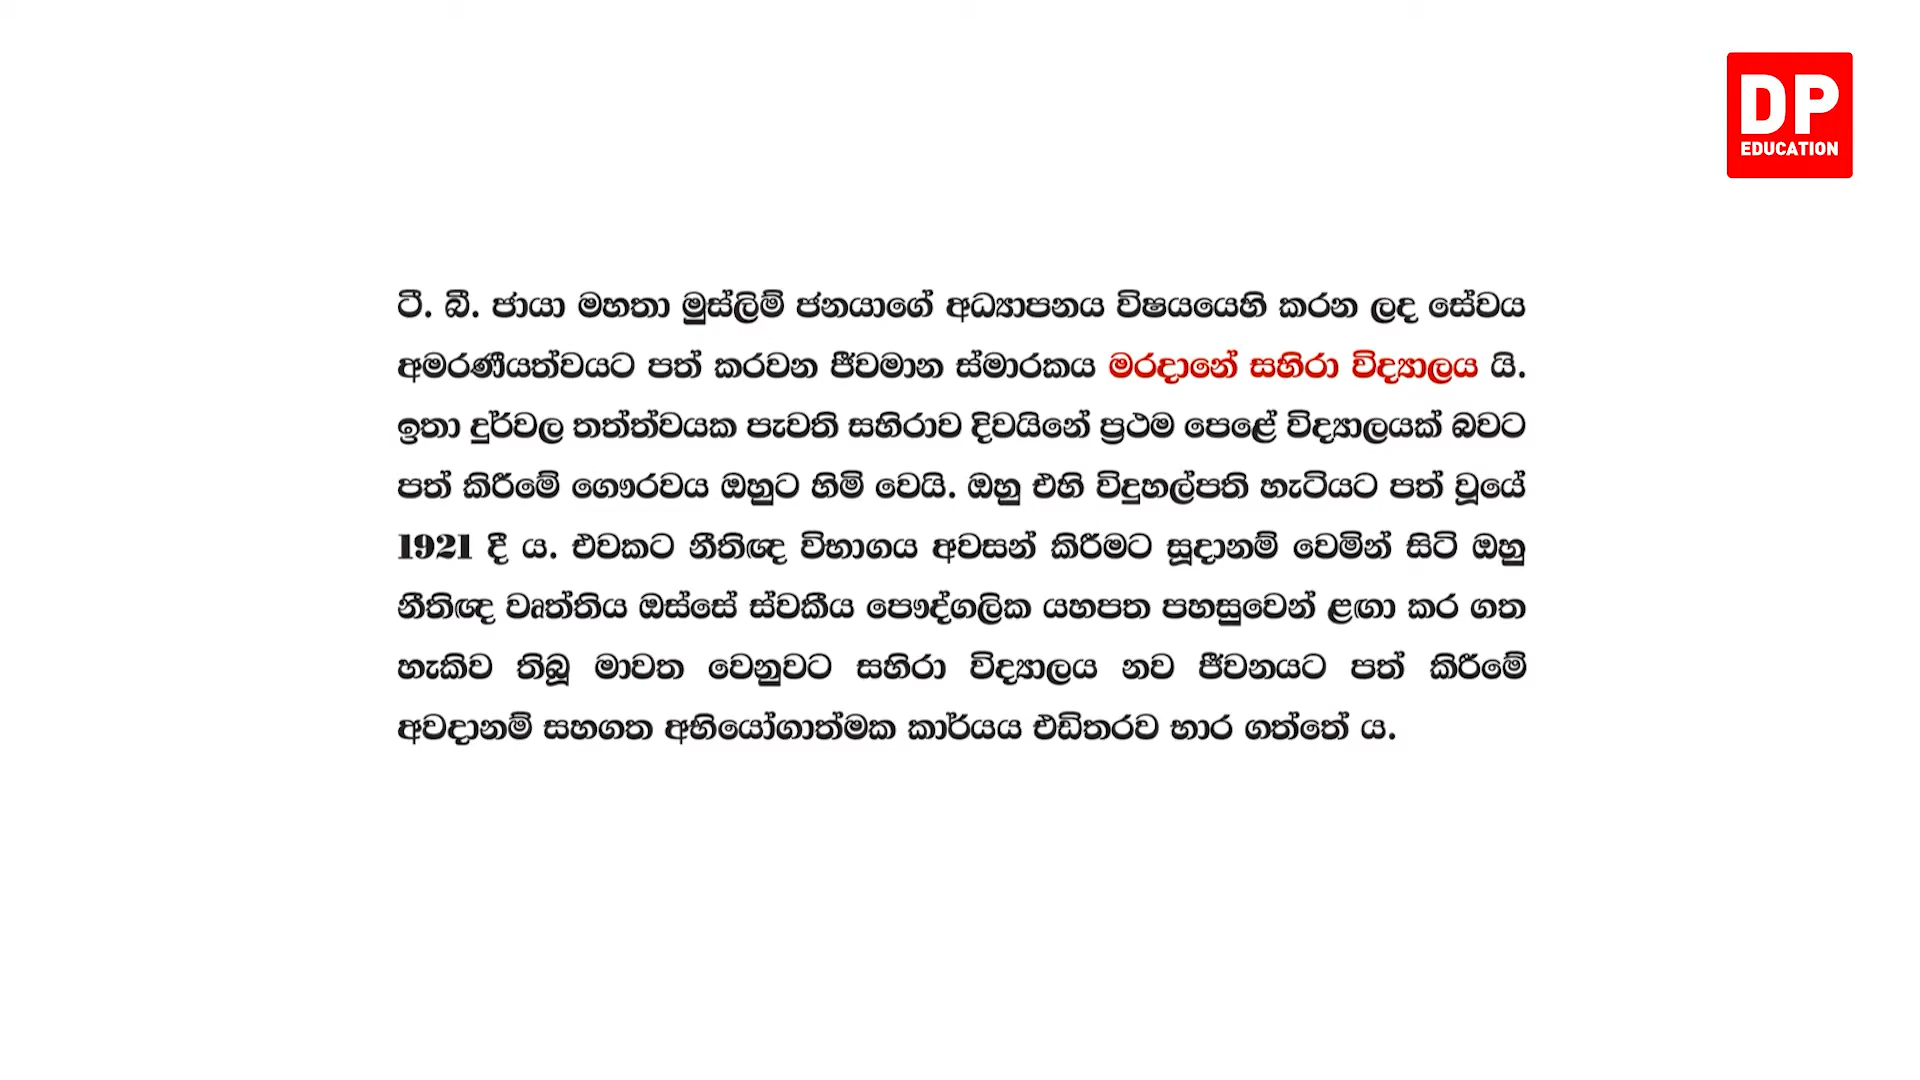 DP
EDUCATION
ටී. බී. ජායා මහතා මුස්ලිම් ජනයාගේ අධ්‍යාපනය විෂයයෙහි කරන ලද සේවය
අමරණීයත්වයට පත් කරවන ජීවමාන ස්මාරකය මරදානේ සහිරා විද්‍යාලය යි.
ඉතා දුර්වල තත්ත්වයක පැවති සහිරාව දිවයිනේ ප්‍රථම පෙළේ විද්‍යාලයක් බවට
පත් කිරීමේ ගෞරවය ඔහුට හිමි වෙයි. ඔහු එහි විදුහල්පති හැටියට පත් වූයේ
1921 දී ය. එවකට නීතිඥ විභාගය අවසන් කිරීමට සූදානම් වෙමින් සිටි ඔහු
නීතිඥ වෘත්තිය ඔස්සේ ස්වකීය පෞද්ගලික යහපත පහසුවෙන් ළඟා කර ගත
හැකිව තිබූ මාවත වෙනුවට සහිරා විද්‍යාලය නව ජීවනයට පත් කිරීමේ
අවදානම් සහගත අභියෝගාත්මක කාර්යය එඩිතරව භාර ගත්තේ ය.